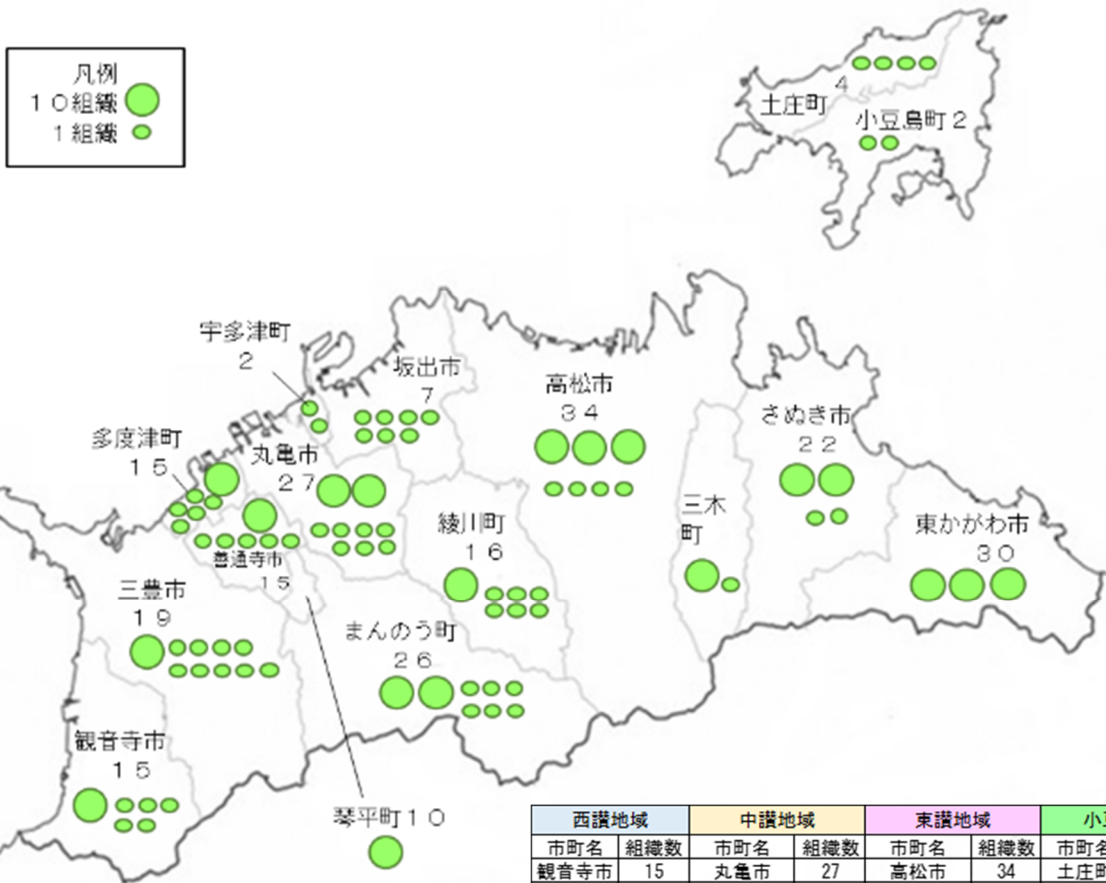 凡例
１０組織
１組織
4
土庄町
小豆島町２
宇多津町
２
坂出市
７
高松市
３４
さぬき市
２２
多度津町
１５
丸亀市
２７
三木
町
綾川町
１６
東かがわ市
３０
善通寺市
１５
三豊市
１９
まんのう町
２６
観音寺市
１５
琴平町１０
西讃地域 中讃地域 東讃地域
市町名 組織数 市町名 組織数 市町名 組織数 市町名
観音寺市 15 丸亀市 27 高松市 34 土庄町